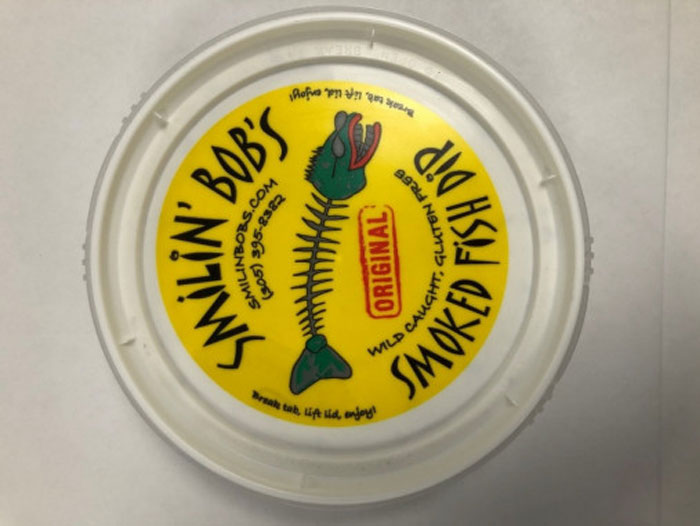 SMILIN' BOB'S
SMILINBOBS.COM
(305) 395-8382
ORIGINAL
WILD CAUGHT, GLUTEN FREE
SMOKED FISH DIP
Break tab, lift lid, enjoy!
Break tab, lift lid, enjoy!